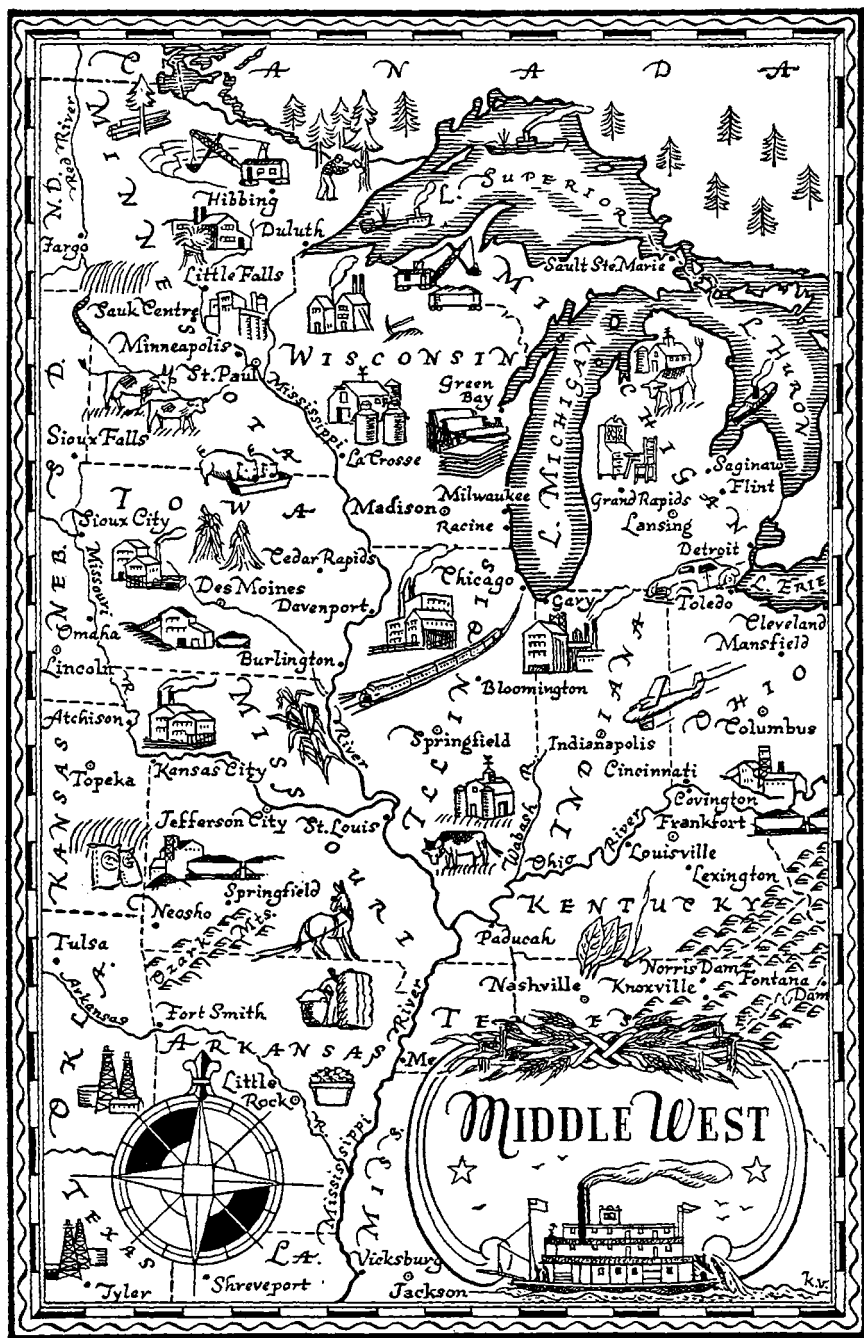 CANADA
MINNESOTA
N.D.
Red River
Hibbing
L. SUPERIOR
Fargo
Duluth
Little Falls
Sault Ste. Marie
MICHIGAN
Sauk Centre
Minneapolis
St. Paul
WISCONSIN
L. HURON
S.D.
Mississippi
Green
Bay
L. MICHIGAN
Sioux Falls
La Crosse
Saginaw
Flint
IOWA
Madison
Milwaukee
Racine
Grand Rapids
Lansing
Sioux City
Cedar Rapids
Detroit
NEB.
Missouri
R.
Des Moines
Chicago
L. ERIE
Davenport
Gary
Toledo
Omaha
Cleveland
Mansfield
Lincoln
Burlington
ILLINOIS
INDIANA
OHIO
Bloomington
Atchison
MISSOURI
River
Springfield
Indianapolis
Columbus
KANSAS
Topeka
Kansas City
Cincinnati
Covington
Jefferson City
St. Louis
Wabash R.
Frankfort
Ohio River
Louisville
Lexington
Springfield
Neosho
KENTUCKY
Ozark Mts.
Paducah
Tulsa
OKLA.
Norris Dam
Fontana
Dam
Nashville
Knoxville
Arkansas
R.
Fort Smith
River
ARKANSAS
Me
Little
Rock
MIDDLE WEST
Mississippi
MISS.
TEXAS
LA.
Vicksburg
Tyler
Shreveport
Jackson
K.V.